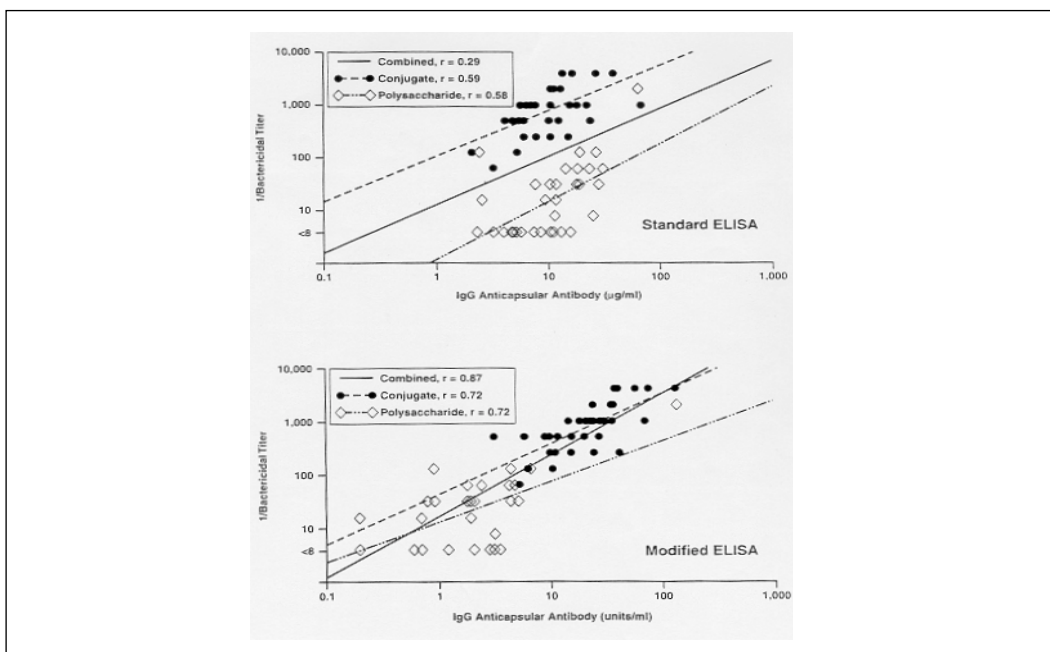 10,000
Combined, r = 0.29
Conjugate, r = 0.59
Polysaccharide, r = 0.58
1,000
100
10
<8
1/Bactericidal Titer
Standard ELISA
0.1 1 10 100 1,000
IgG Anticapsular Antibody (μg/ml)
10,000
Combined, r = 0.87
Conjugate, r = 0.72
Polysaccharide, r = 0.72
1,000
100
10
<8
1/Bactericidal Titer
Modified ELISA
0.1 1 10 100 1,000
IgG Anticapsular Antibody (units/ml)